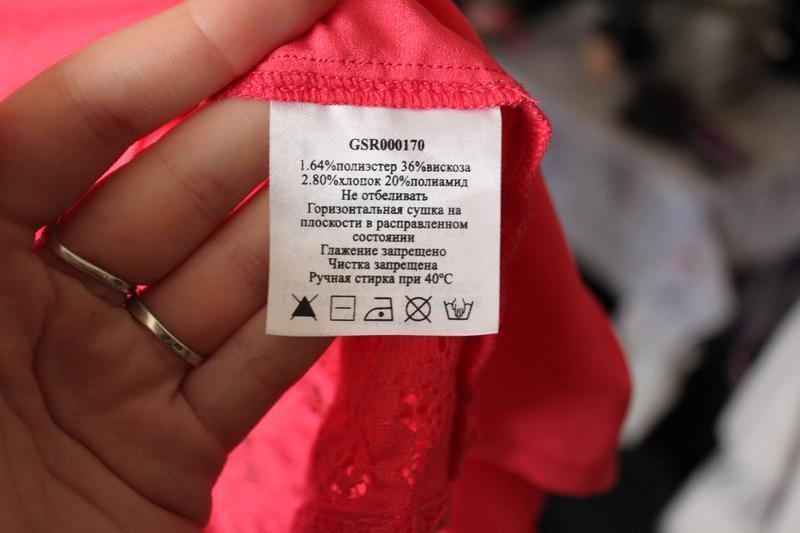 GSR000170
1.64%полиэстер 36%вискоза
2.80%хлопок 20%полиамид
Не отбеливать
Горизонтальная сушка на
плоскости в расправленном
состоянии
Глажение запрещено
Чистка запрещена
Ручная стирка при 40°C